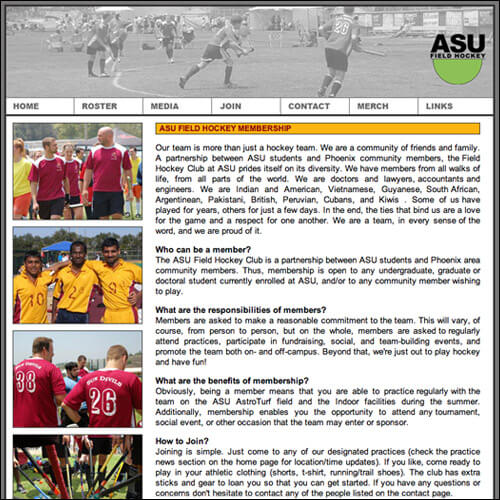 26
ASU
FIELD HOCKEY
HOME ROSTER MEDIA JOIN CONTACT MERCH LINKS
ASU FIELD HOCKEY MEMBERSHIP
Our team is more than just a hockey team. We are a community of friends and family.
A partnership between ASU students and Phoenix community members, the Field
Hockey Club at ASU prides itself on its diversity. We have members from all walks of
life, from all parts of the world. We are doctors and lawyers, accountants and
engineers. We are Indian and American, Vietnamese, Guyanese, South African,
Argentinean, Pakistani, British, Peruvian, Cubans, and Kiwis . Some of us have
played for years, others for just a few days. In the end, the ties that bind us are a love
for the game and a respect for one another. We are a team, in every sense of the
word, and we are proud of it.
Who can be a member?
The ASU Field Hockey Club is a partnership between ASU students and Phoenix area
community members. Thus, membership is open to any undergraduate, graduate or
doctoral student currently enrolled at ASU, and/or to any community member wishing
to play.
What are the responsibilities of members?
Members are asked to make a reasonable commitment to the team. This will vary, of
course, from person to person, but on the whole, members are asked to regularly
attend practices, participate in fundraising, social, and team-building events, and
promote the team both on- and off-campus. Beyond that, we're just out to play hockey
and have fun!
What are the benefits of membership?
Obviously, being a member means that you are able to practice regularly with the
team on the ASU AstroTurf field and the Indoor facilities during the summer.
Additionally, membership enables you the opportunity to attend any tournament,
social event, or other occasion that the team may enter or sponsor.
How to Join?
Joining is simple. Just come to any of our designated practices (check the practice
news section on the home page for location/time updates). If you like, come ready to
play in your athletic clothing (shorts, t-shirt, running/trail shoes). The club has extra
sticks and gear to loan you so that you can get started. If you have any questions or
concerns don't hesitate to contact any of the people listed on the contact page.
10
2
SUN DEVILS
38
26